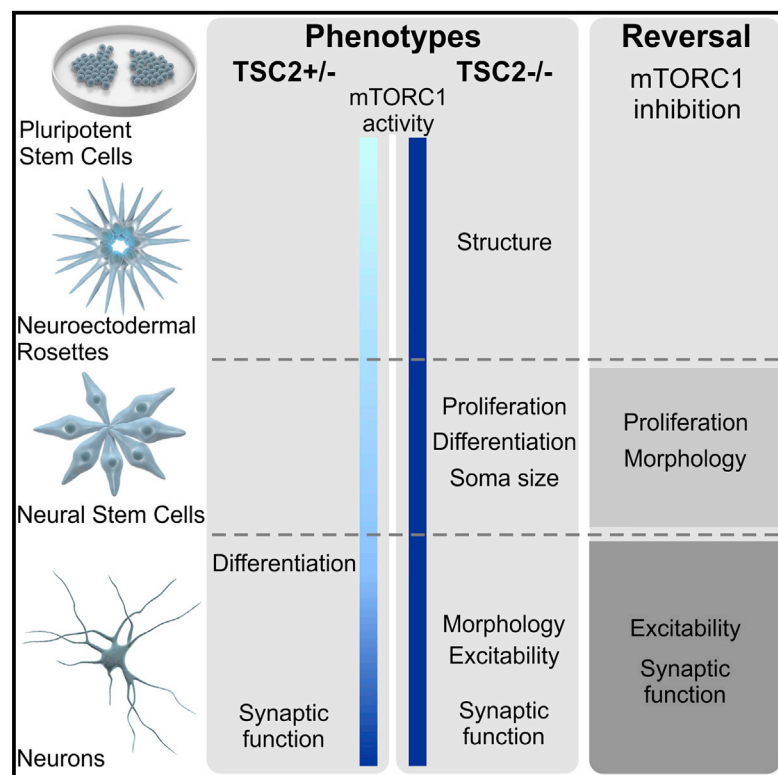 Phenotypes
TSC2+/-
TSC2-/-
mTORC1
activity
Reversal
mTORC1
inhibition
Pluripotent
Stem Cells
Structure
Neuroectodermal
Rosettes
Proliferation
Differentiation
Soma size
Proliferation
Morphology
Neural Stem Cells
Differentiation
Morphology
Excitability
Excitability
Synaptic
function
Synaptic
function
Synaptic
function
Neurons